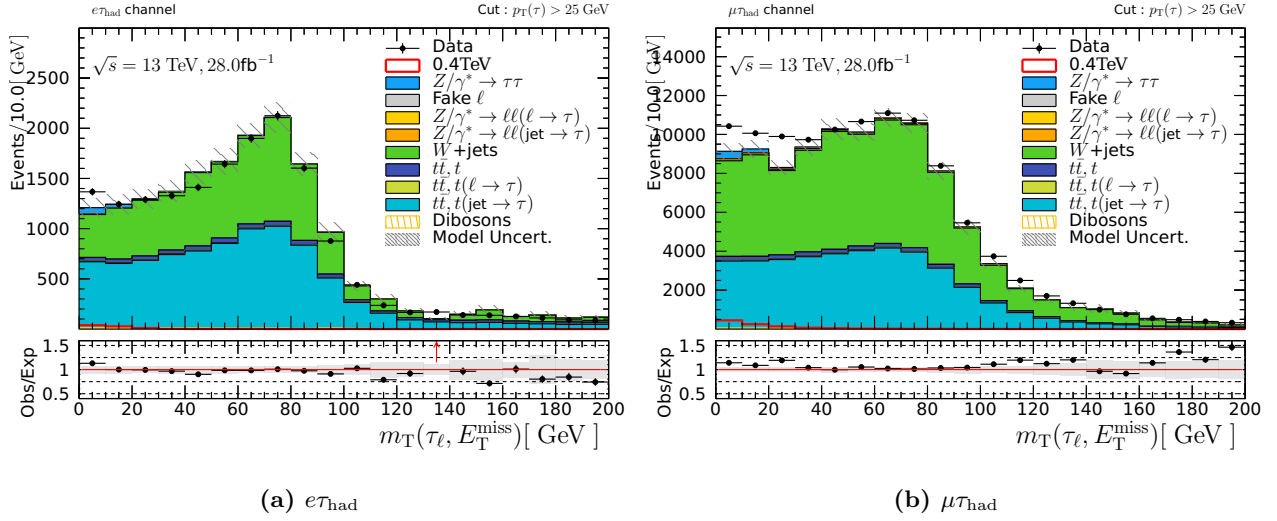 eτhad channel
Cut : pT(τ) > 25 GeV
√s = 13 TeV, 28.0fb⁻¹
Events/10.0[ GeV]
2500
2000
1500
1000
500
Data
0.4TeV
Z/γ* → ττ
Fake ℓ
Z/γ* → ℓℓ(ℓ → τ)
Z/γ* → ℓℓ(jet → τ)
W+jets
tt̄, t
tt̄, t(ℓ → τ)
tt̄, t(jet → τ)
Dibosons
Model Uncert.
Obs/Exp
1.5
1
0.5
0 20 40 60 80 100 120 140 160 180 200
mT(τℓ, ETmiss)[ GeV ]
(a) eτhad
μτhad channel
Cut : pT(τ) > 25 GeV
√s = 13 TeV, 28.0fb⁻¹
Events/10.0[ GeV]
14000
12000
10000
8000
6000
4000
2000
Data
0.4TeV
Z/γ* → ττ
Fake ℓ
Z/γ* → ℓℓ(ℓ → τ)
Z/γ* → ℓℓ(jet → τ)
W+jets
tt̄, t
tt̄, t(ℓ → τ)
tt̄, t(jet → τ)
Dibosons
Model Uncert.
Obs/Exp
1.5
1
0.5
0 20 40 60 80 100 120 140 160 180 200
mT(τℓ, ETmiss)[ GeV ]
(b) μτhad